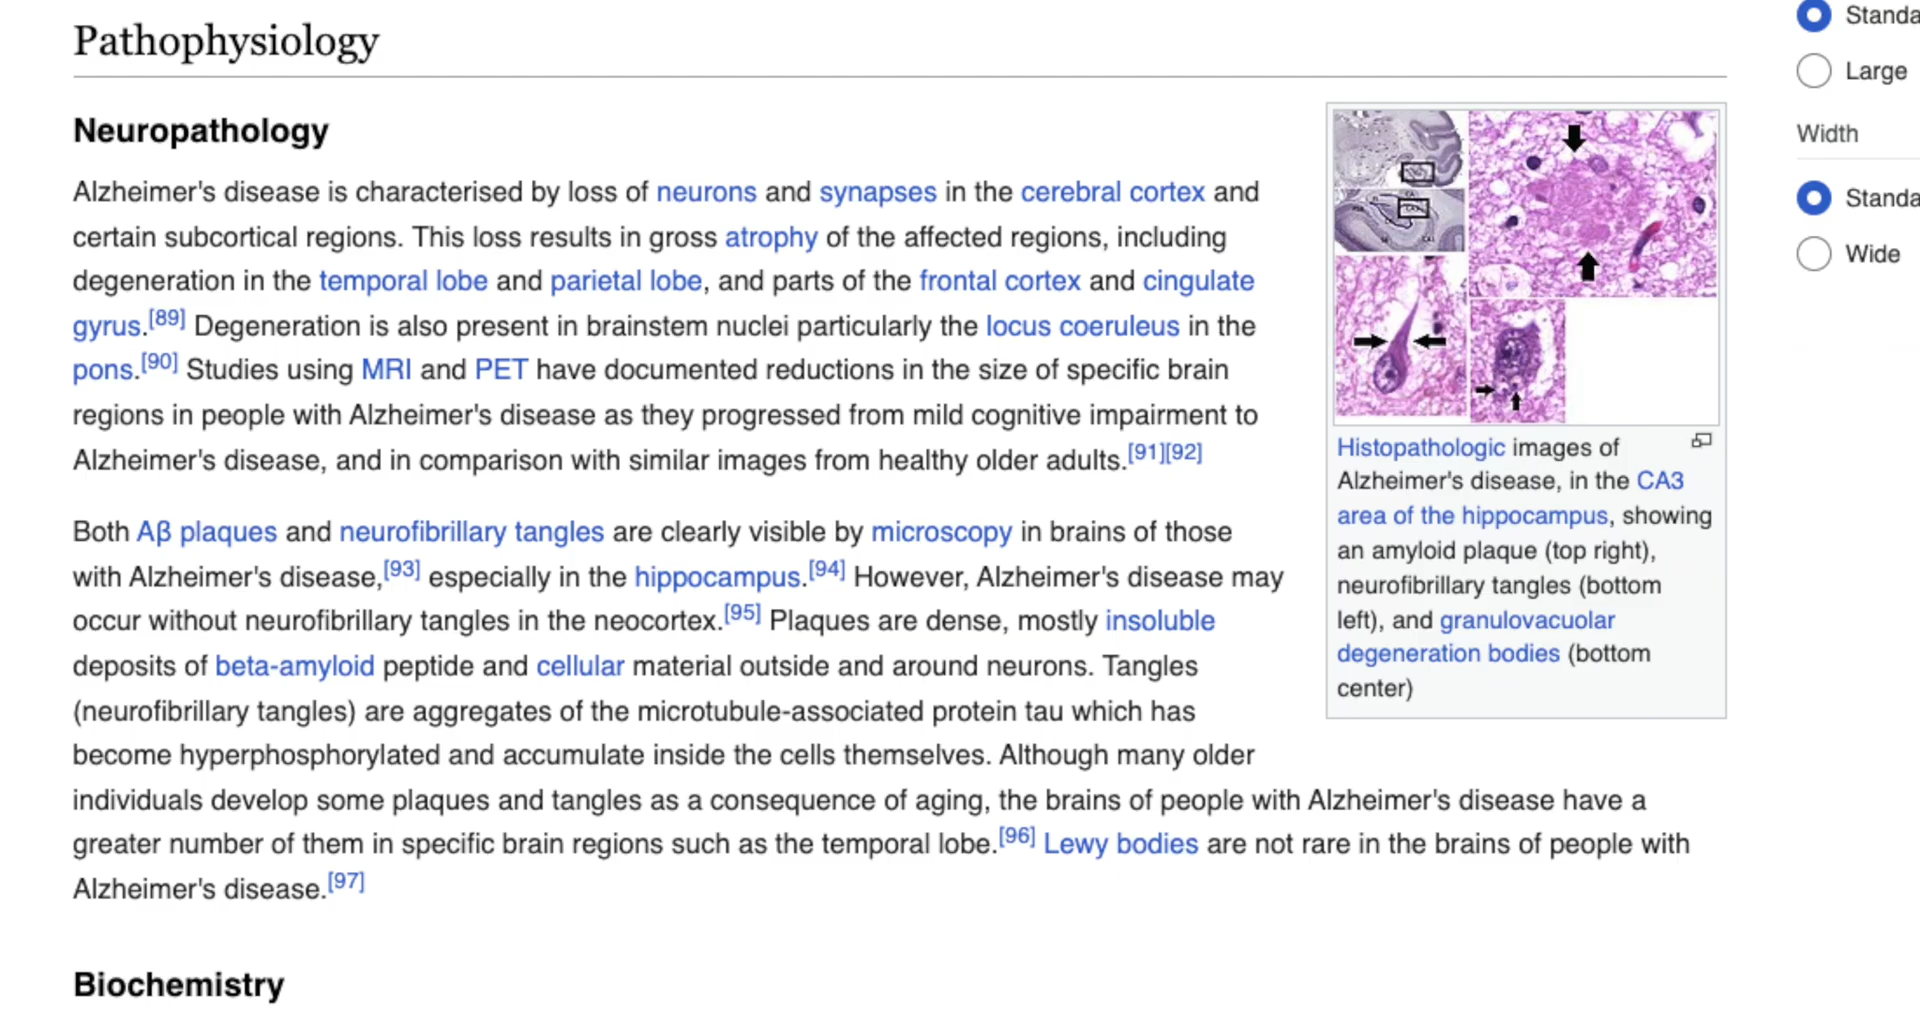 Pathophysiology
Neuropathology
Alzheimer's disease is characterised by loss of neurons and synapses in the cerebral cortex and
certain subcortical regions. This loss results in gross atrophy of the affected regions, including
degeneration in the temporal lobe and parietal lobe, and parts of the frontal cortex and cingulate
gyrus.[89] Degeneration is also present in brainstem nuclei particularly the locus coeruleus in the
pons.[90] Studies using MRI and PET have documented reductions in the size of specific brain
regions in people with Alzheimer's disease as they progressed from mild cognitive impairment to
Alzheimer's disease, and in comparison with similar images from healthy older adults.[91][92]
Both Aβ plaques and neurofibrillary tangles are clearly visible by microscopy in brains of those
with Alzheimer's disease,[93] especially in the hippocampus.[94] However, Alzheimer's disease may
occur without neurofibrillary tangles in the neocortex.[95] Plaques are dense, mostly insoluble
deposits of beta-amyloid peptide and cellular material outside and around neurons. Tangles
(neurofibrillary tangles) are aggregates of the microtubule-associated protein tau which has
become hyperphosphorylated and accumulate inside the cells themselves. Although many older
individuals develop some plaques and tangles as a consequence of aging, the brains of people with Alzheimer's disease have a
greater number of them in specific brain regions such as the temporal lobe.[96] Lewy bodies are not rare in the brains of people with
Alzheimer's disease.[97]
Biochemistry
Histopathologic images of
Alzheimer's disease, in the CA3
area of the hippocampus, showing
an amyloid plaque (top right),
neurofibrillary tangles (bottom
left), and granulovacuolar
degeneration bodies (bottom
center)
Standa
Large
Width
Standa
Wide